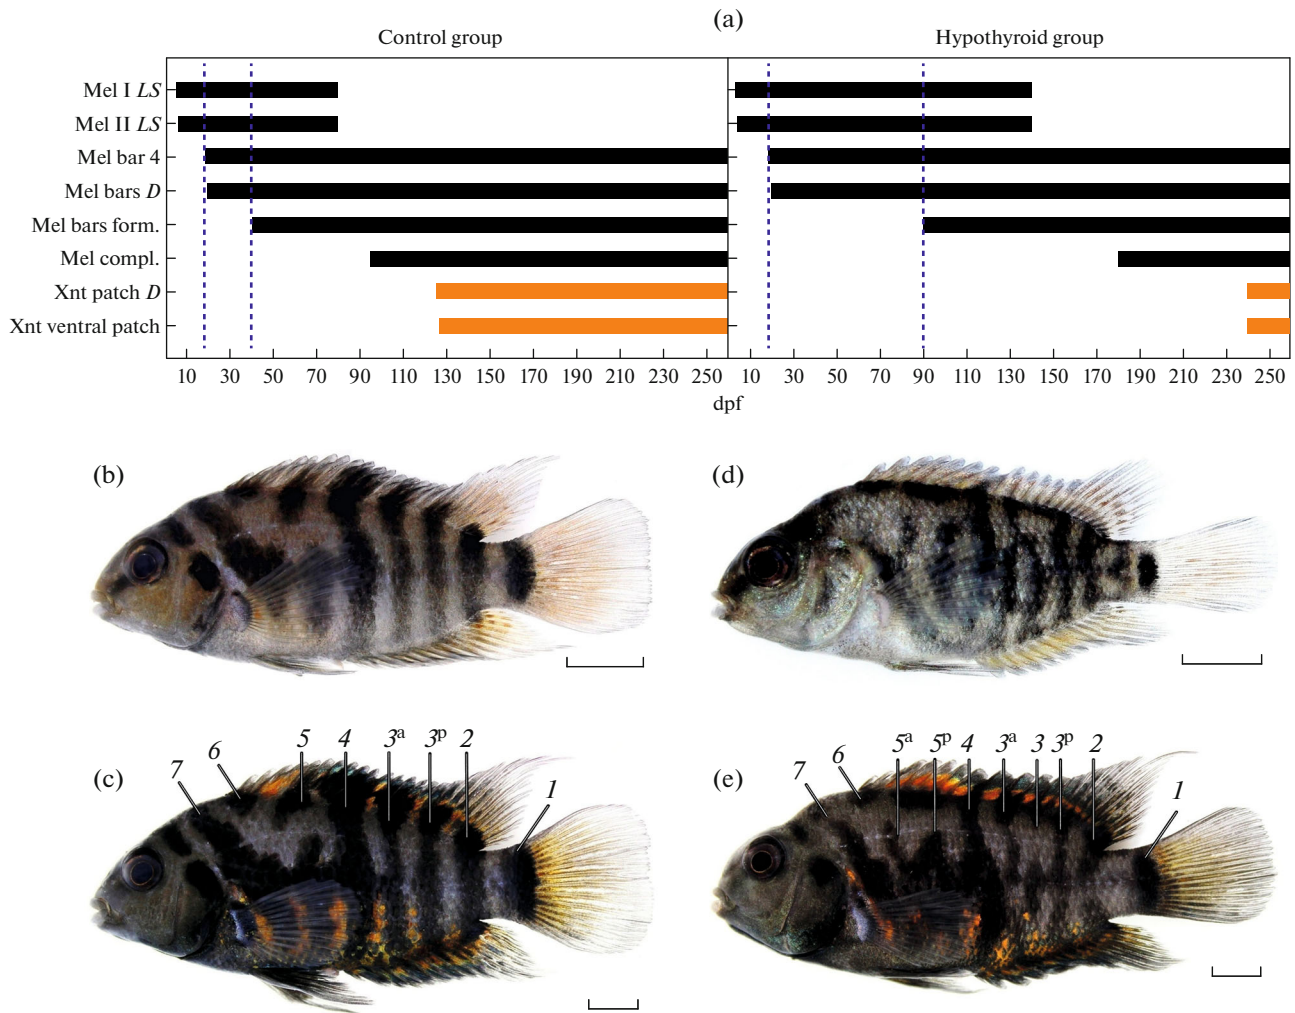 (a)
Control group
Hypothyroid group
Mel I LS
Mel II LS
Mel bar 4
Mel bars D
Mel bars form.
Mel compl.
Xnt patch D
Xnt ventral patch
10 30 50 70 90 110 130 150 170 190 210 230 250
10 30 50 70 90 110 130 150 170 190 210 230 250
dpf
(b)
(d)
(c)
7 6 5 4 3a 3p 2 1
(e)
7 6 5a 5p 4 3a 3 3p 2 1